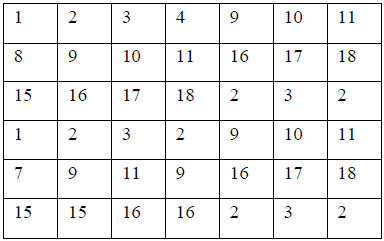 1 2 3 4 9 10 11
8 9 10 11 16 17 18
15 16 17 18 2 3 2
1 2 3 2 9 10 11
7 9 11 9 16 17 18
15 15 16 16 2 3 2